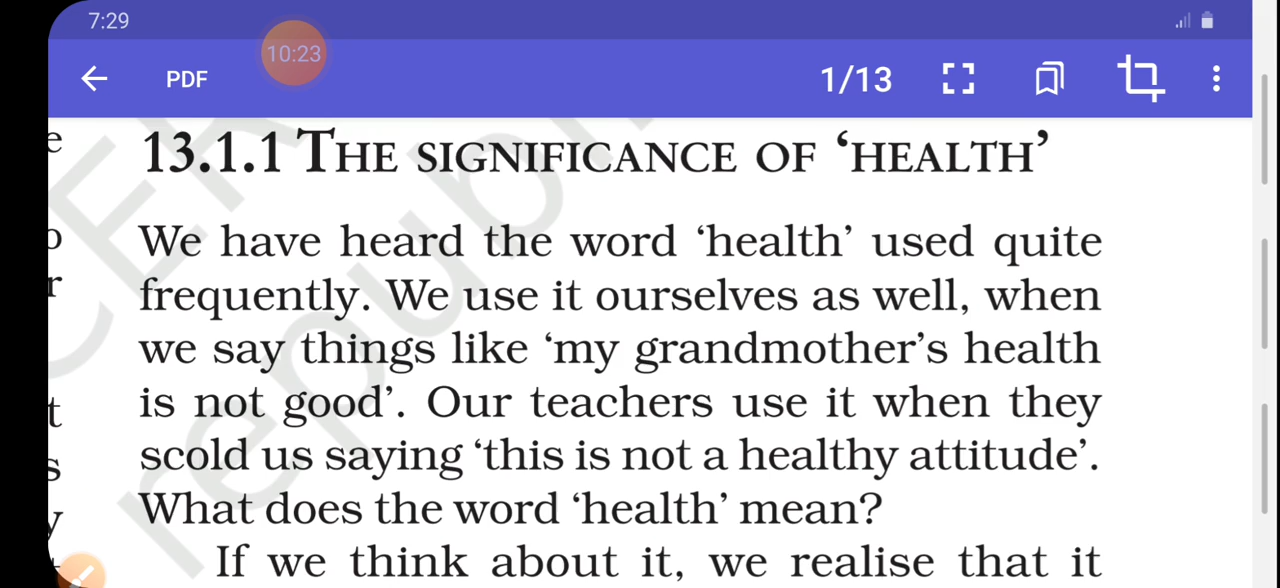 7:29
10:23
PDF
1/13
13.1.1 THE SIGNIFICANCE OF ‘HEALTH’
We have heard the word ‘health’ used quite
frequently. We use it ourselves as well, when
we say things like ‘my grandmother’s health
is not good’. Our teachers use it when they
scold us saying ‘this is not a healthy attitude’.
What does the word ‘health’ mean?
If we think about it, we realise that it